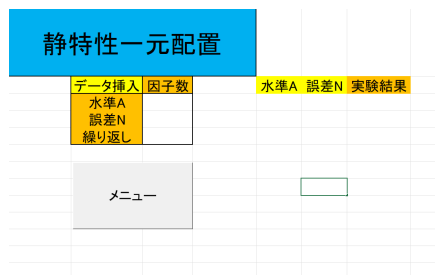 静特性一元配置
データ挿入 因子数 水準A 誤差N 実験結果
水準A
誤差N
繰り返し
メニュー